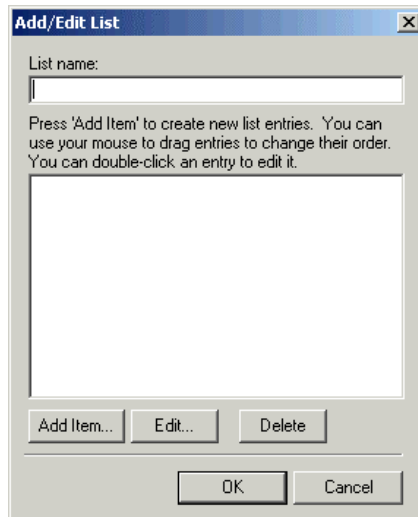 Add/Edit List
List name:
Press 'Add Item' to create new list entries.  You can
use your mouse to drag entries to change their order.
You can double-click an entry to edit it.
Add Item...
Edit...
Delete
OK
Cancel